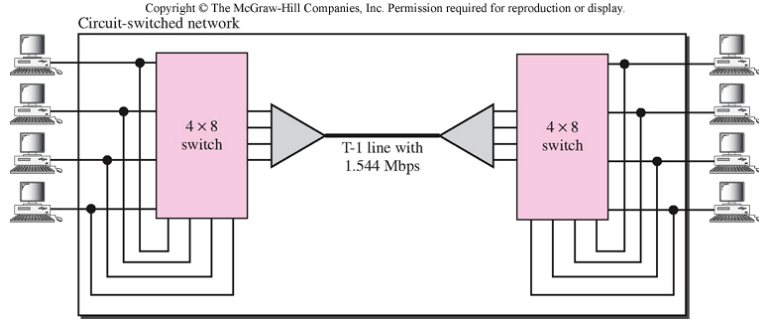 Copyright © The McGraw-Hill Companies, Inc. Permission required for reproduction or display.
Circuit-switched network
4 × 8
switch
T-1 line with
1.544 Mbps
4 × 8
switch